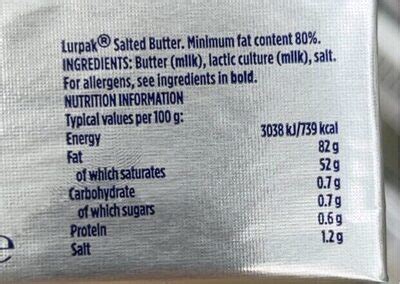 Lurpak® Salted Butter. Minimum fat content 80%.
INGREDIENTS: Butter (milk), lactic culture (milk), salt.
For allergens, see ingredients in bold.
NUTRITION INFORMATION
Typical values per 100 g:
Energy 3038 kJ/739 kcal
Fat 82 g
of which saturates 52 g
Carbohydrate 0.7 g
of which sugars 0.7 g
Protein 0.6 g
Salt 1.2 g
e